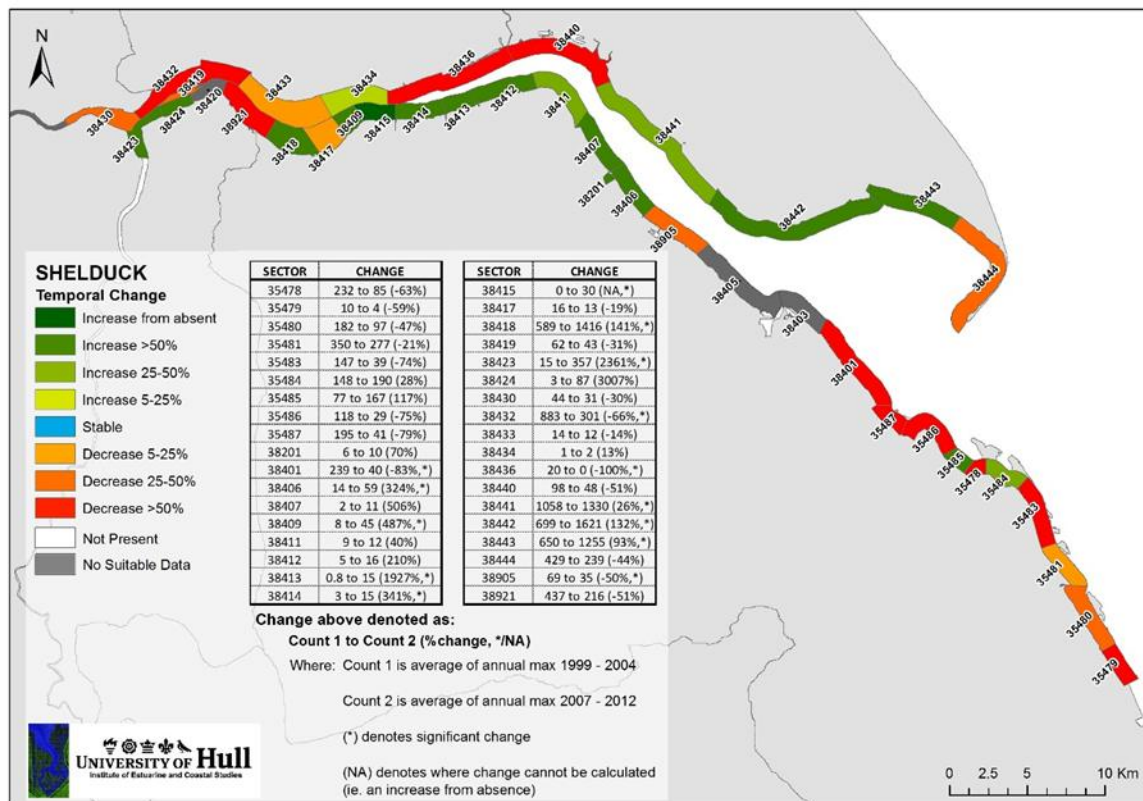 N
38430
38432
38419
38420
38424
38423
38921
38433
38418
38417
38434
38409
38415
38436
38414
38413
38412
38440
38411
38407
38201
38406
38905
38441
38442
38443
38444
38405
38403
38401
35487
35486
35485
35478
35484
35483
35481
35480
35479
SHELDUCK
Temporal Change
Increase from absent
Increase >50%
Increase 25-50%
Increase 5-25%
Stable
Decrease 5-25%
Decrease 25-50%
Decrease >50%
Not Present
No Suitable Data
SECTOR CHANGE
35478 232 to 85 (-63%)
35479 10 to 4 (-59%)
35480 182 to 97 (-47%)
35481 350 to 277 (-21%)
35483 147 to 39 (-74%)
35484 148 to 190 (28%)
35485 77 to 167 (117%)
35486 118 to 29 (-75%)
35487 195 to 41 (-79%)
38201 6 to 10 (70%)
38401 239 to 40 (-83%,*)
38406 14 to 59 (324%,*)
38407 2 to 11 (506%)
38409 8 to 45 (487%,*)
38411 9 to 12 (40%)
38412 5 to 16 (210%)
38413 0.8 to 15 (1927%,*)
38414 3 to 15 (341%,*)
SECTOR CHANGE
38415 0 to 30 (NA,*)
38417 16 to 13 (-19%)
38418 589 to 1416 (141%,*)
38419 62 to 43 (-31%)
38423 15 to 357 (2361%,*)
38424 3 to 87 (3007%)
38430 44 to 31 (-30%)
38432 883 to 301 (-66%,*)
38433 14 to 12 (-14%)
38434 1 to 2 (13%)
38436 20 to 0 (-100%,*)
38440 98 to 48 (-51%)
38441 1058 to 1330 (26%,*)
38442 699 to 1621 (132%,*)
38443 650 to 1255 (93%,*)
38444 429 to 239 (-44%)
38905 69 to 35 (-50%,*)
38921 437 to 216 (-51%)
Change above denoted as:
Count 1 to Count 2 (%change, */NA)
Where: Count 1 is average of annual max 1999 - 2004
Count 2 is average of annual max 2007 - 2012
(*) denotes significant change
(NA) denotes where change cannot be calculated
(ie. an increase from absence)
UNIVERSITY OF Hull
Institute of Estuarine and Coastal Studies
0 2.5 5 10 Km